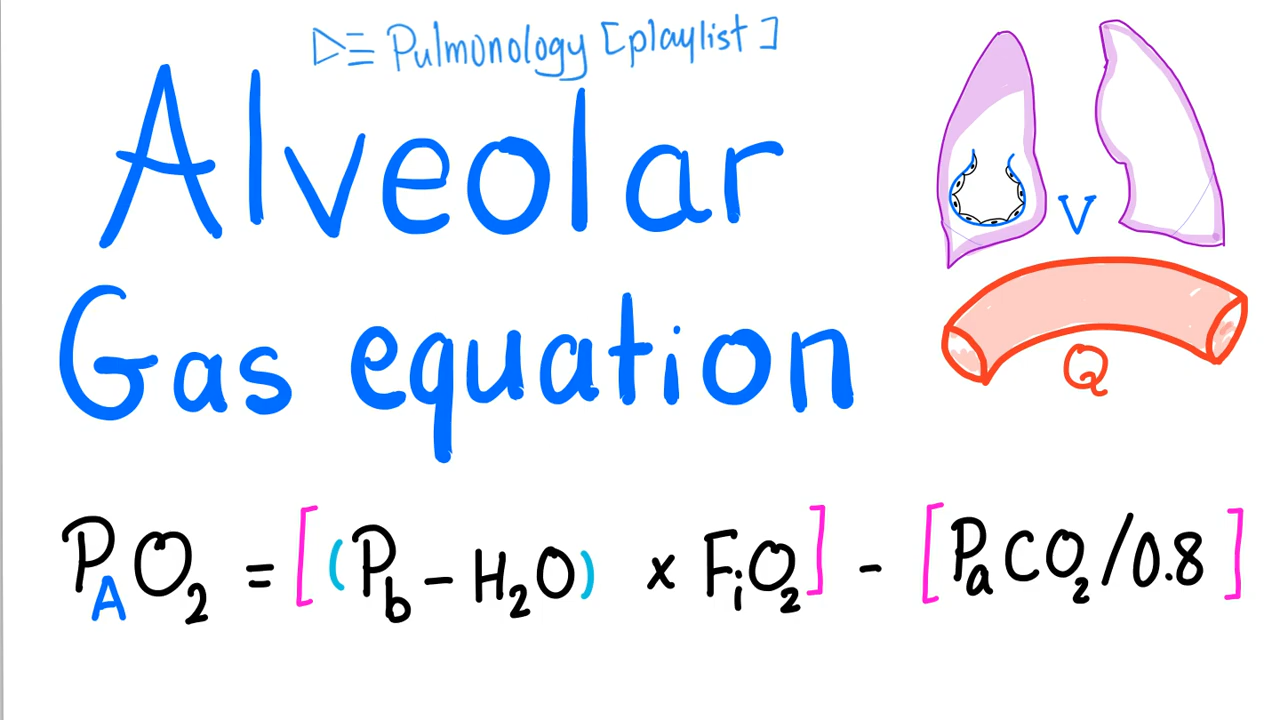 Pulmonology [playlist]
Alveolar
Gas equation
V
Q
PAO₂ = [(Pb - H₂O) x FiO₂] - [PaCO₂/0.8]